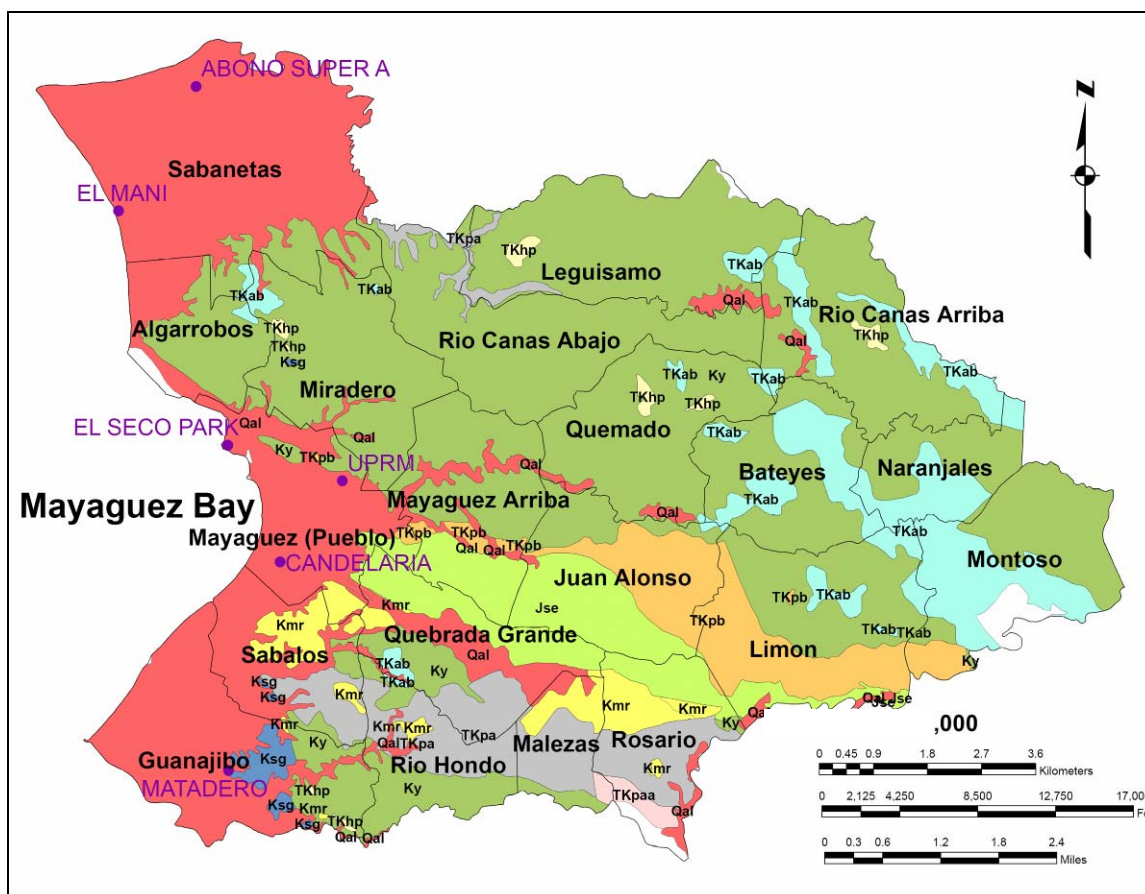 ABONO SUPER A
N
Sabanetas
EL MANI
TKpa
TKhp
Leguisamo
TKab
TKab
TKab
TKab
Qal
Rio Canas Arriba
Algarrobos
TKhp
TKhp
Rio Canas Abajo
Qal
TKhp
Ksg
TKab
Miradero
TKab
Ky
TKab
TKhp
TKhp
EL SECO PARK
Qal
Quemado
TKab
Qal
Ky
TKpb
Qal
UPRM
Bateyes
Naranjales
Mayaguez Bay
Mayaguez Arriba
TKab
Qal
TKab
Mayaguez (Pueblo)
TKpb
TKpb
Qal
Qal
TKpb
Montoso
CANDELARIA
Juan Alonso
TKpb
TKab
Kmr
Jse
TKpb
Kmr
Quebrada Grande
TKab
TKab
Sabalos
Qal
Limon
TKab
Ky
Ky
Ksg
TKab
Ksg
Kmr
Qal
Jse
Jse
Kmr
Kmr
Kmr
Kmr
Kmr
Ky
Qa
,000
Ky
Qal
TKpa
TKpa
Malezas
Rosario
0 0.45 0.9 1.8 2.7 3.6
Kilometers
Guanajibo
Ksg
Rio Hondo
Kmr
MATADERO
Ky
TKhp
TKpaa
0 2,125 4,250 8,500 12,750 17,00
Ksg
Kmr
Qal
Ksg
TKhp
Qal
Qal
0 0.3 0.6 1.2 1.8 2.4
Miles